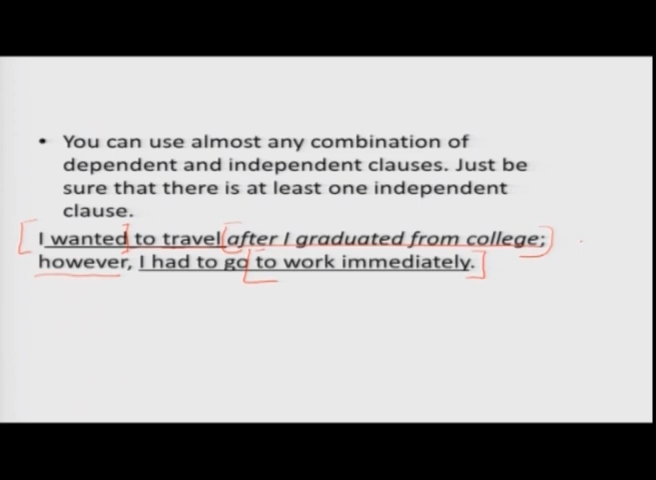 • You can use almost any combination of
dependent and independent clauses. Just be
sure that there is at least one independent
clause.
I wanted to travel after I graduated from college;
however, I had to go to work immediately.